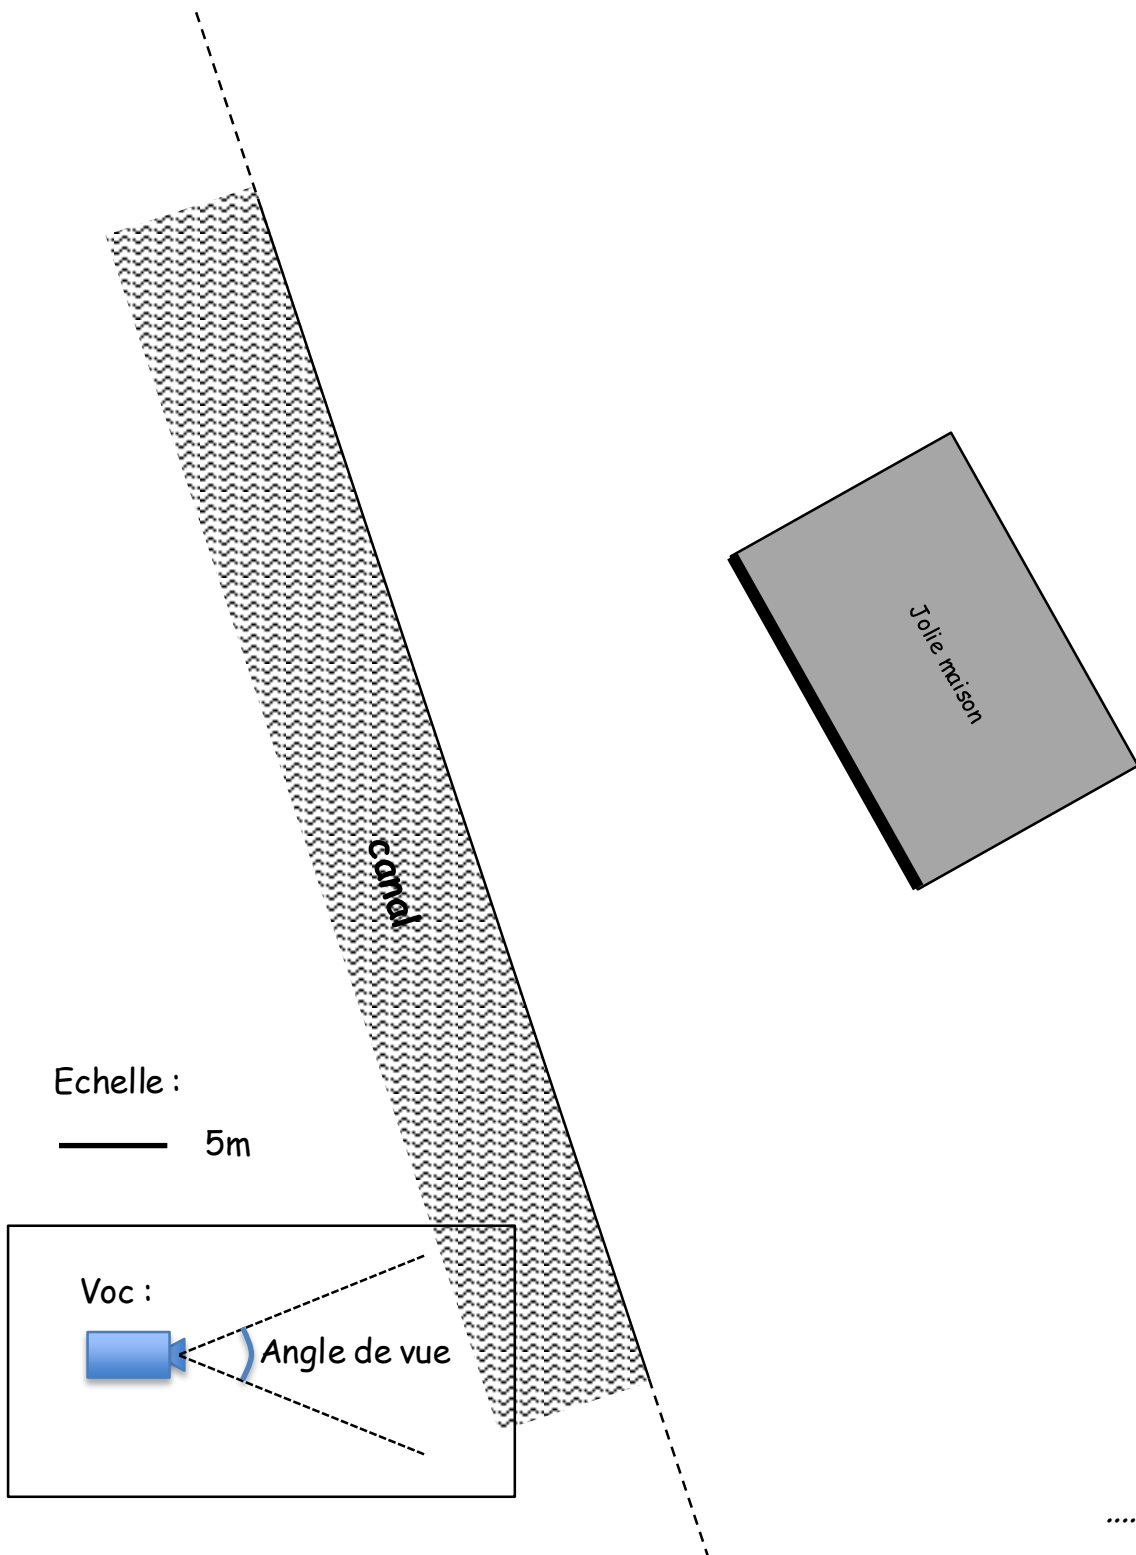 Jolie maison
canal
Echelle :
5m
Voc :
Angle de vue
....